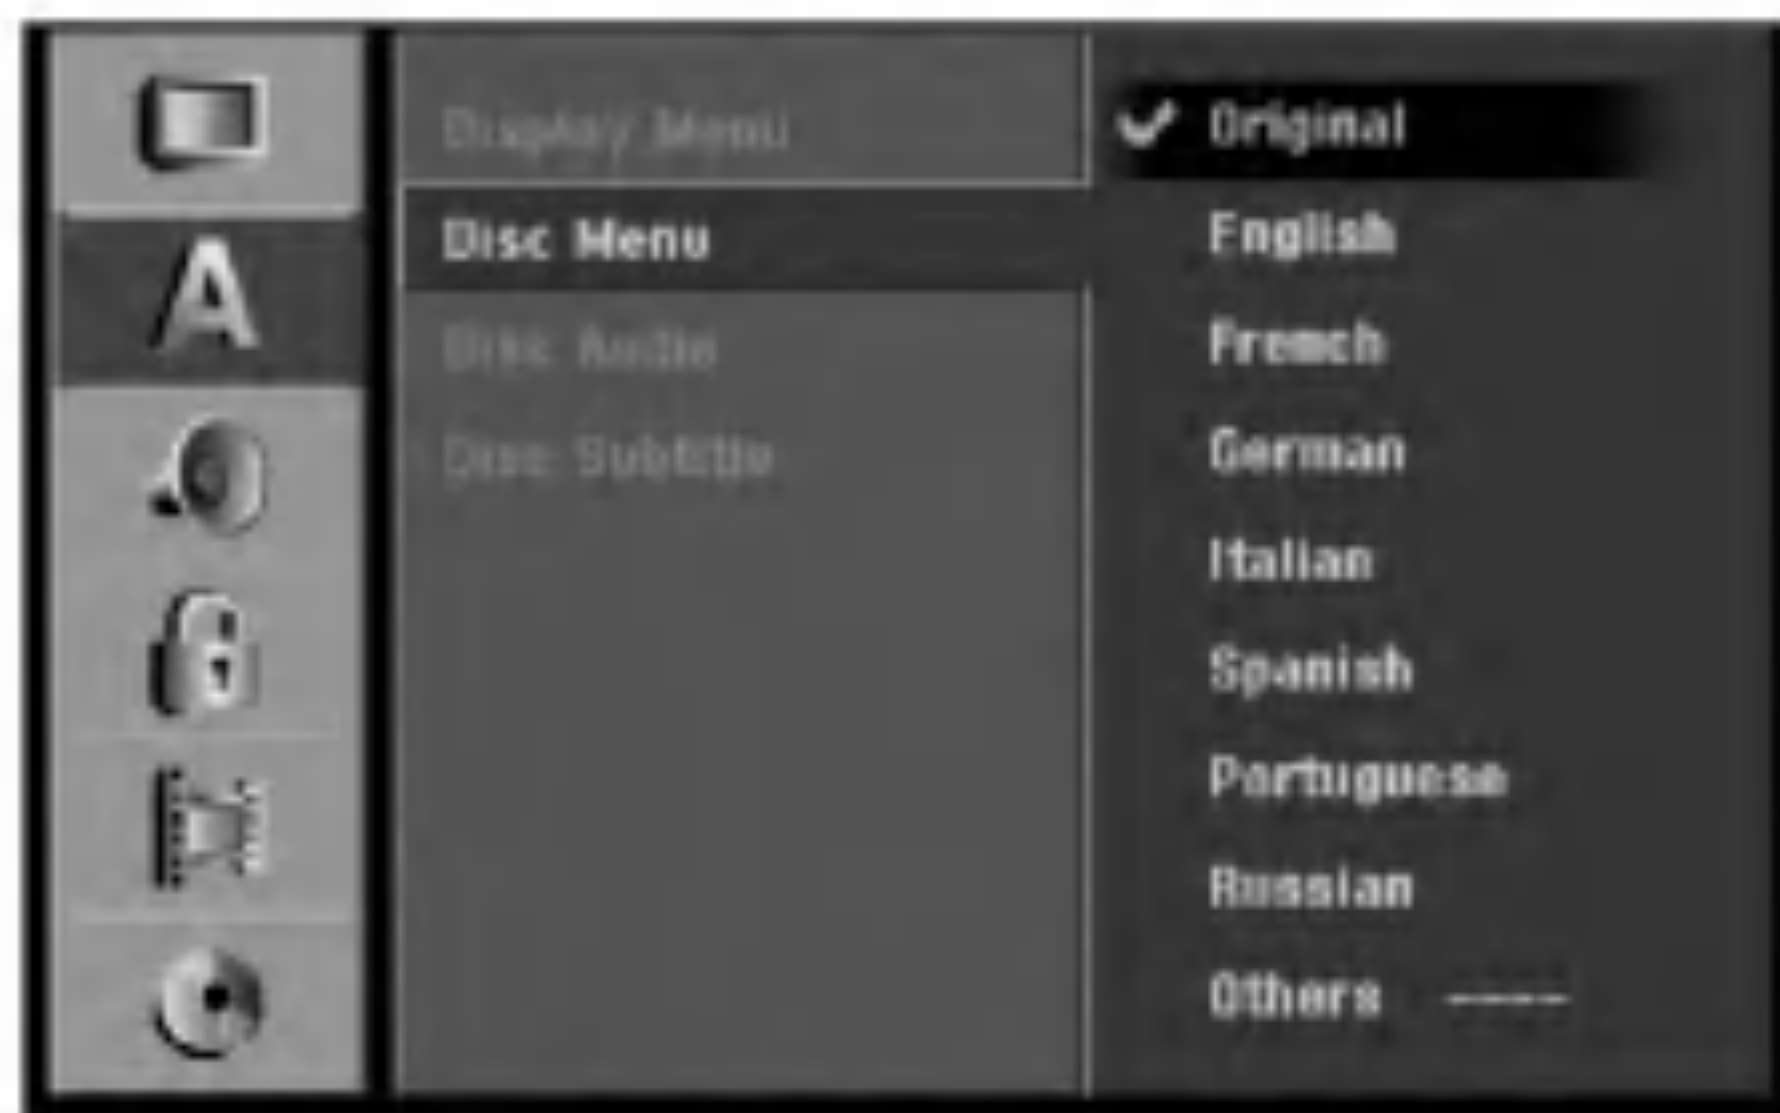 A
Display Menu
Disc Menu
Disc Audio
Disc Subtitle
Original
English
French
German
Italian
Spanish
Portuguese
Russian
Others ----